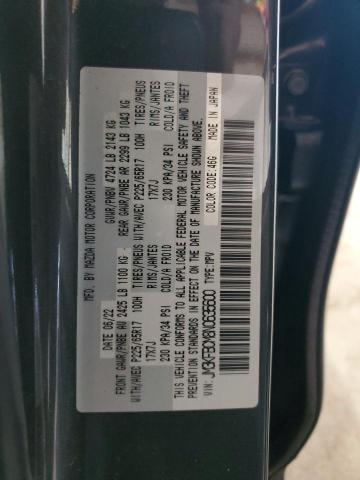 MFD. BY MAZDA MOTOR CORPORATION
DATE 06/22 GVWR/PNBV 4724 LB 2143 KG
FRONT GAWR/PNBE AV 2425 LB 1100 KG REAR GAWR/PNBE AR 2299 LB 1043 KG
WITH/AVEC P225/65R17 100H TIRES/PNEUS WITH/AVEC P225/65R17 100H TIRES/PNEUS
17X7J RIMS/JANTES 17X7J RIMS/JANTES
230 KPA/34 PSI COLD/A FROID 230 KPA/34 PSI COLD/A FROID
THIS VEHICLE CONFORMS TO ALL APPLICABLE FEDERAL MOTOR VEHICLE SAFETY AND THEFT
PREVENTION STANDARDS IN EFFECT ON THE DATE OF MANUFACTURE SHOWN ABOVE.
VIN: TYPE:MPV COLOR CODE:46G MADE IN JAPAN